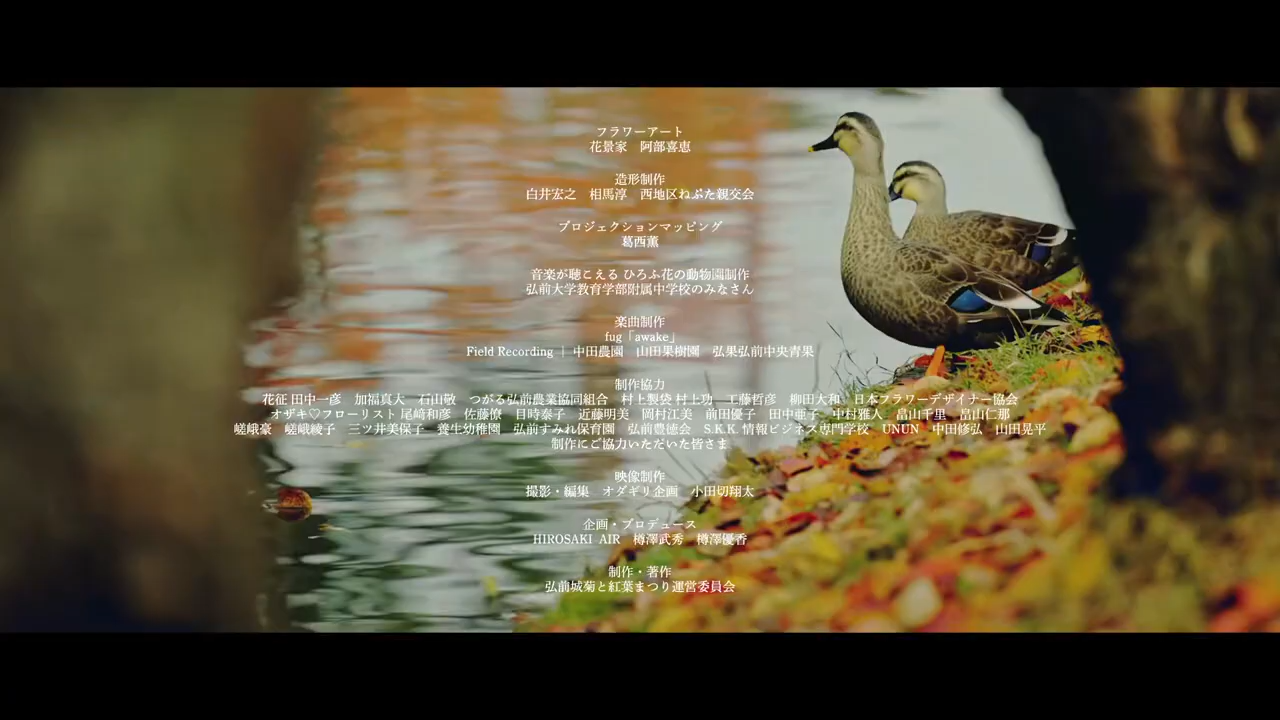 フラワーアート
花景家　阿部喜恵
造形制作
白井宏之　相馬淳　西地区ねぷた親交会
プロジェクションマッピング
葛西薫
音楽が聴こえる ひろふ花の動物園制作
弘前大学教育学部附属中学校のみなさん
楽曲制作
fug「awake」
Field Recording ｜ 中田農園　山田果樹園　弘果弘前中央青果
制作協力
花征 田中一彦　加福真大　石山敏　つがる弘前農業協同組合　村上製袋 村上功　工藤哲彦　柳田大和　日本フラワーデザイナー協会
オザキ♡フローリスト 尾﨑和彦　佐藤僚　目時泰子　近藤明美　岡村江美　前田優子　田中亜子　中村雅人　畠山千里　畠山仁那
嵯峨豪　嵯峨綾子　三ツ井美保子　養生幼稚園　弘前すみれ保育園　弘前豊徳会　S.K.K. 情報ビジネス専門学校　UNUN　中田修弘　山田晃平
制作にご協力いただいた皆さま
映像制作
撮影・編集　オダギリ企画　小田切翔太
企画・プロデュース
HIROSAKI AIR　樽澤武秀　樽澤優香
制作・著作
弘前城菊と紅葉まつり運営委員会